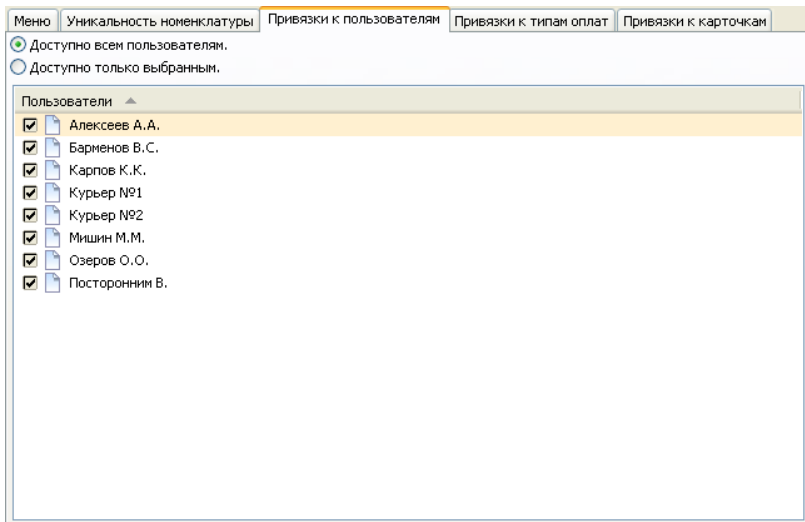 Меню Уникальность номенклатуры Привязки к пользователям Привязки к типам оплат Привязки к карточкам
Доступно всем пользователям.
Доступно только выбранным.
Пользователи
Алексеев А.А.
Барменов В.С.
Карпов К.К.
Курьер №1
Курьер №2
Мишин М.М.
Озеров О.О.
Посторонним В.